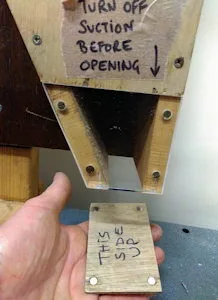 TURN OFF
SUCTION
BEFORE
OPENING ↓
THIS
SIDE
UP